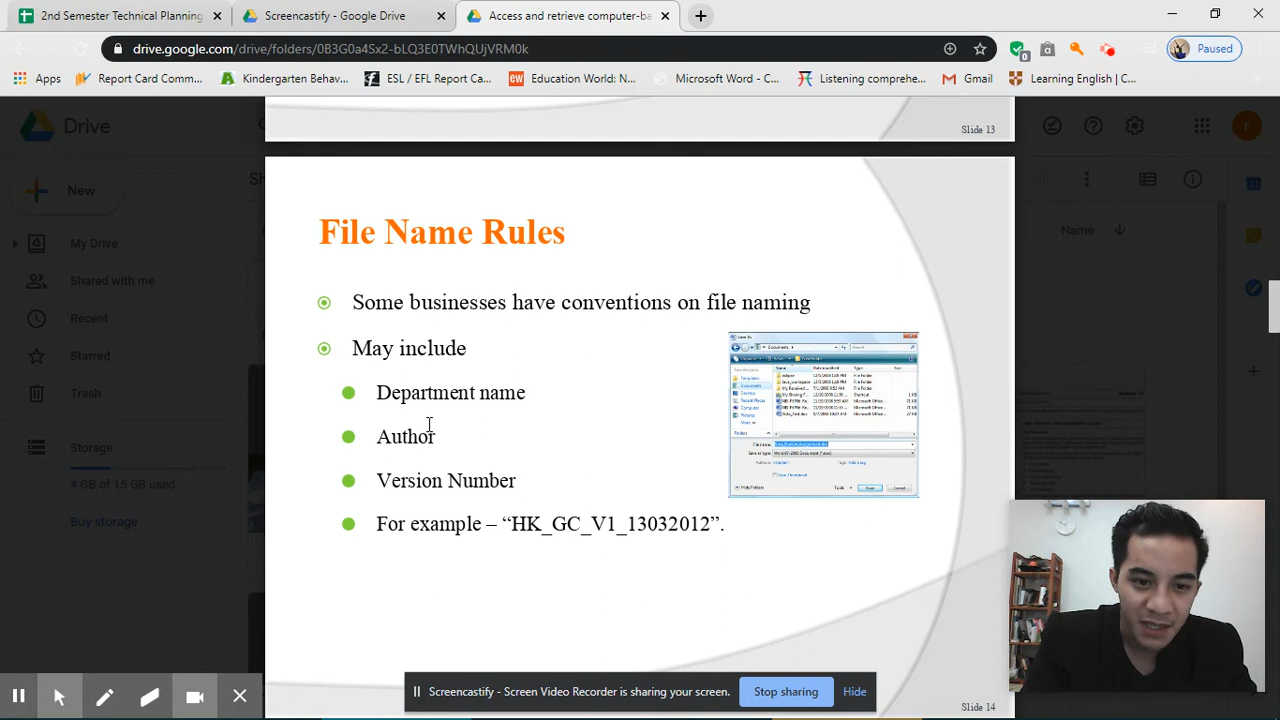 2nd Semester Technical Planning
Screencastify - Google Drive
Access and retrieve computer-bas
drive.google.com/drive/folders/0B3G0a4Sx2-bLQ3E0TWhQUjVRM0k
Paused
Apps
Report Card Comm...
Kindergarten Behav...
ESL / EFL Report Ca...
Education World: N...
Microsoft Word - C...
Listening comprehe...
Gmail
Learning English | C...
Drive
New
My Drive
Shared with me
Recent
Starred
Trash
Storage
GB of 15 GB used
Buy storage
Name
Slide 13
File Name Rules
Some businesses have conventions on file naming
May include
Department name
Author
Version Number
For example – “HK_GC_V1_13032012”.
Screencastify - Screen Video Recorder is sharing your screen.
Stop sharing
Hide
Slide 14